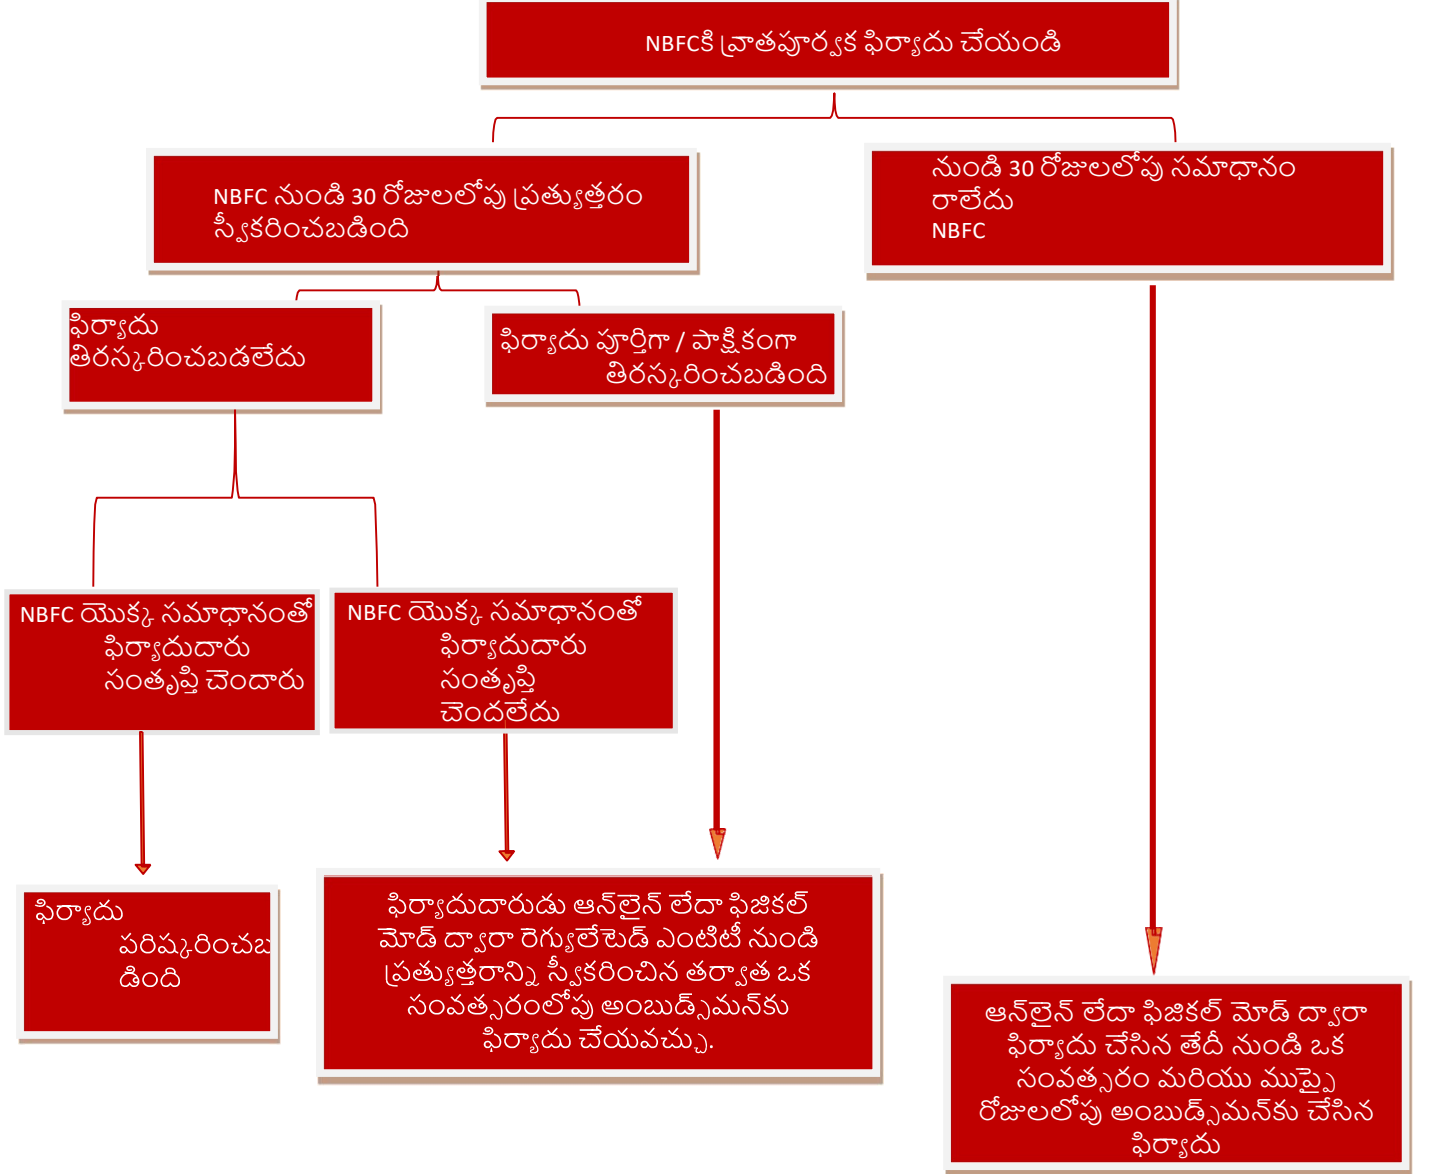 NBFCకి వ్రాతపూర్వక ఫిర్యాదు చేయండి
NBFC నుండి 30 రోజులలోపు ప్రత్యుత్తరం
స్వీకరించబడింది
నుండి 30 రోజులలోపు సమాధానం
రాలేదు
NBFC
ఫిర్యాదు
తిరస్కరించబడలేదు
ఫిర్యాదు పూర్తిగా / పాక్షికంగా
తిరస్కరించబడింది
NBFC యొక్క సమాధానంతో
ఫిర్యాదుదారు
సంతృప్తి చెందారు
NBFC యొక్క సమాధానంతో
ఫిర్యాదుదారు
సంతృప్తి
చెందలేదు
ఫిర్యాదు
పరిష్కరించబ
డింది
ఫిర్యాదుదారుడు ఆన్‌లైన్ లేదా ఫిజికల్
మోడ్ ద్వారా రెగ్యులేటెడ్ ఎంటిటీ నుండి
ప్రత్యుత్తరాన్ని స్వీకరించిన తర్వాత ఒక
సంవత్సరంలోపు అంబుడ్స్‌మన్‌కు
ఫిర్యాదు చేయవచ్చు.
ఆన్‌లైన్ లేదా ఫిజికల్ మోడ్ ద్వారా
ఫిర్యాదు చేసిన తేదీ నుండి ఒక
సంవత్సరం మరియు ముప్పై
రోజులలోపు అంబుడ్స్‌మన్‌కు చేసిన
ఫిర్యాదు